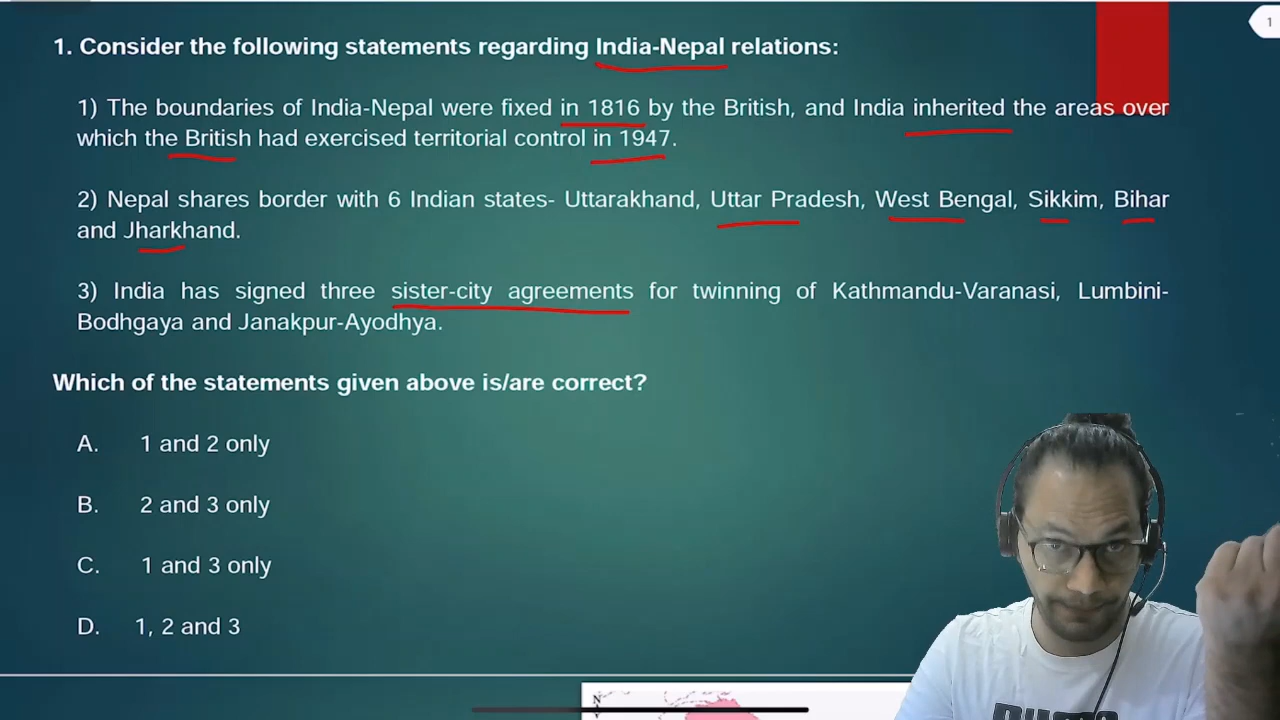 1
1. Consider the following statements regarding India-Nepal relations:
1) The boundaries of India-Nepal were fixed in 1816 by the British, and India inherited the areas over
which the British had exercised territorial control in 1947.
2) Nepal shares border with 6 Indian states- Uttarakhand, Uttar Pradesh, West Bengal, Sikkim, Bihar
and Jharkhand.
3) India has signed three sister-city agreements for twinning of Kathmandu-Varanasi, Lumbini-
Bodhgaya and Janakpur-Ayodhya.
Which of the statements given above is/are correct?
A. 1 and 2 only
B. 2 and 3 only
C. 1 and 3 only
D. 1, 2 and 3
N